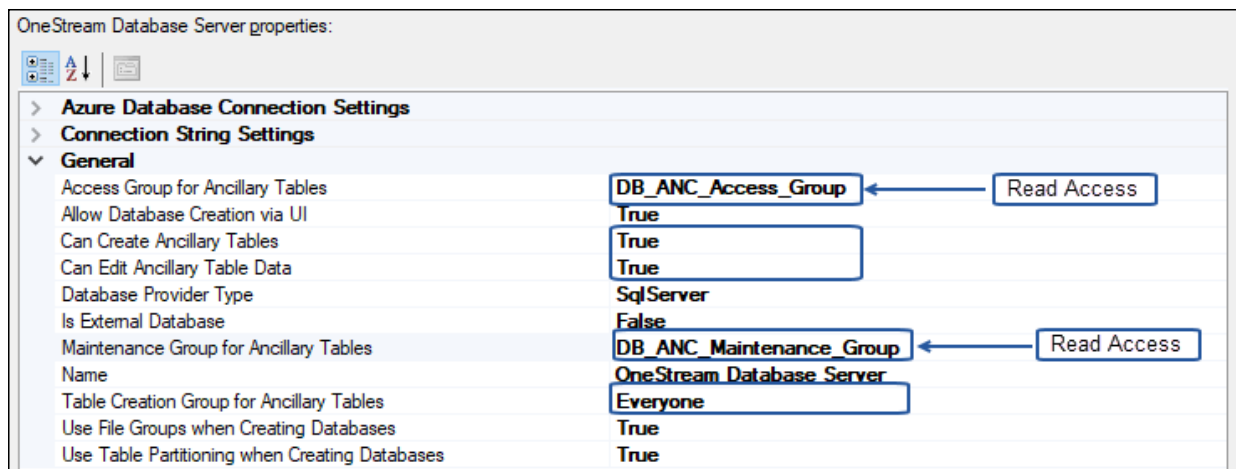 OneStream Database Server properties:
Azure Database Connection Settings
Connection String Settings
General
Access Group for Ancillary Tables DB_ANC_Access_Group Read Access
Allow Database Creation via UI True
Can Create Ancillary Tables True
Can Edit Ancillary Table Data True
Database Provider Type SqlServer
Is External Database False
Maintenance Group for Ancillary Tables DB_ANC_Maintenance_Group Read Access
Name OneStream Database Server
Table Creation Group for Ancillary Tables Everyone
Use File Groups when Creating Databases True
Use Table Partitioning when Creating Databases True